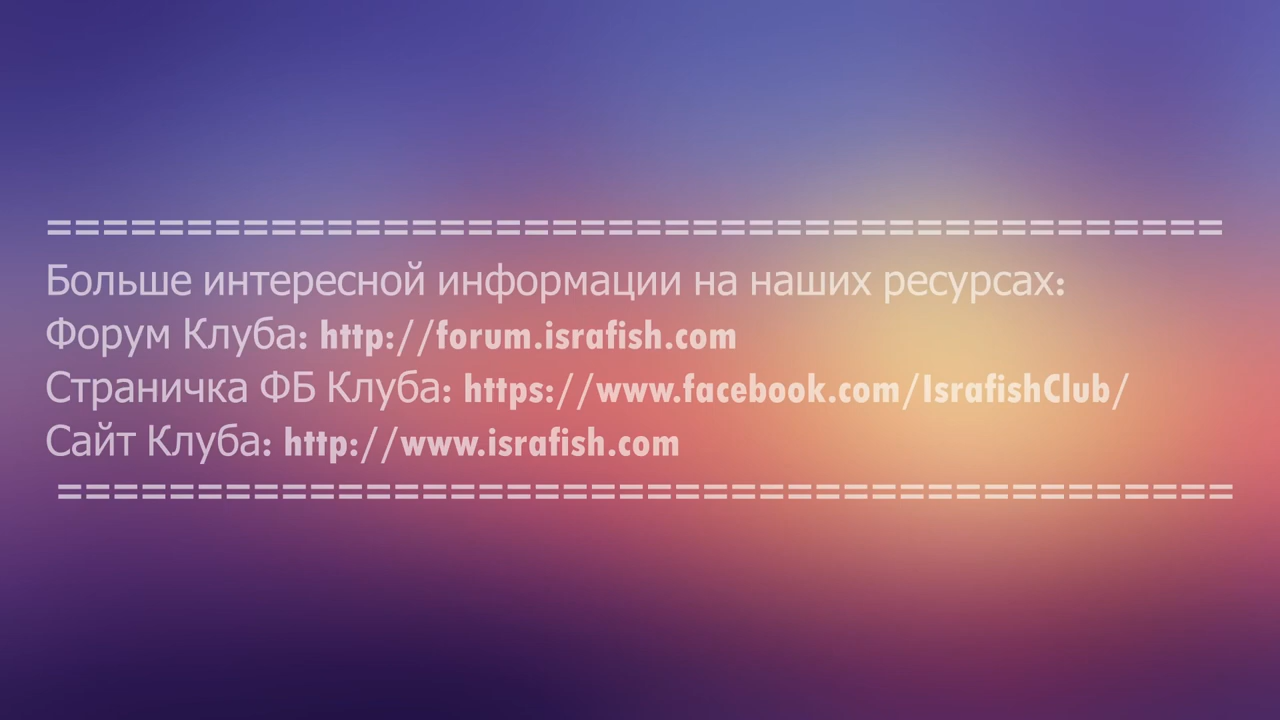 ==========================================
Больше интересной информации на наших ресурсах:
Форум Клуба: http://forum.israfish.com
Страничка ФБ Клуба: https://www.facebook.com/IsrafishClub/
Сайт Клуба: http://www.israfish.com
==========================================